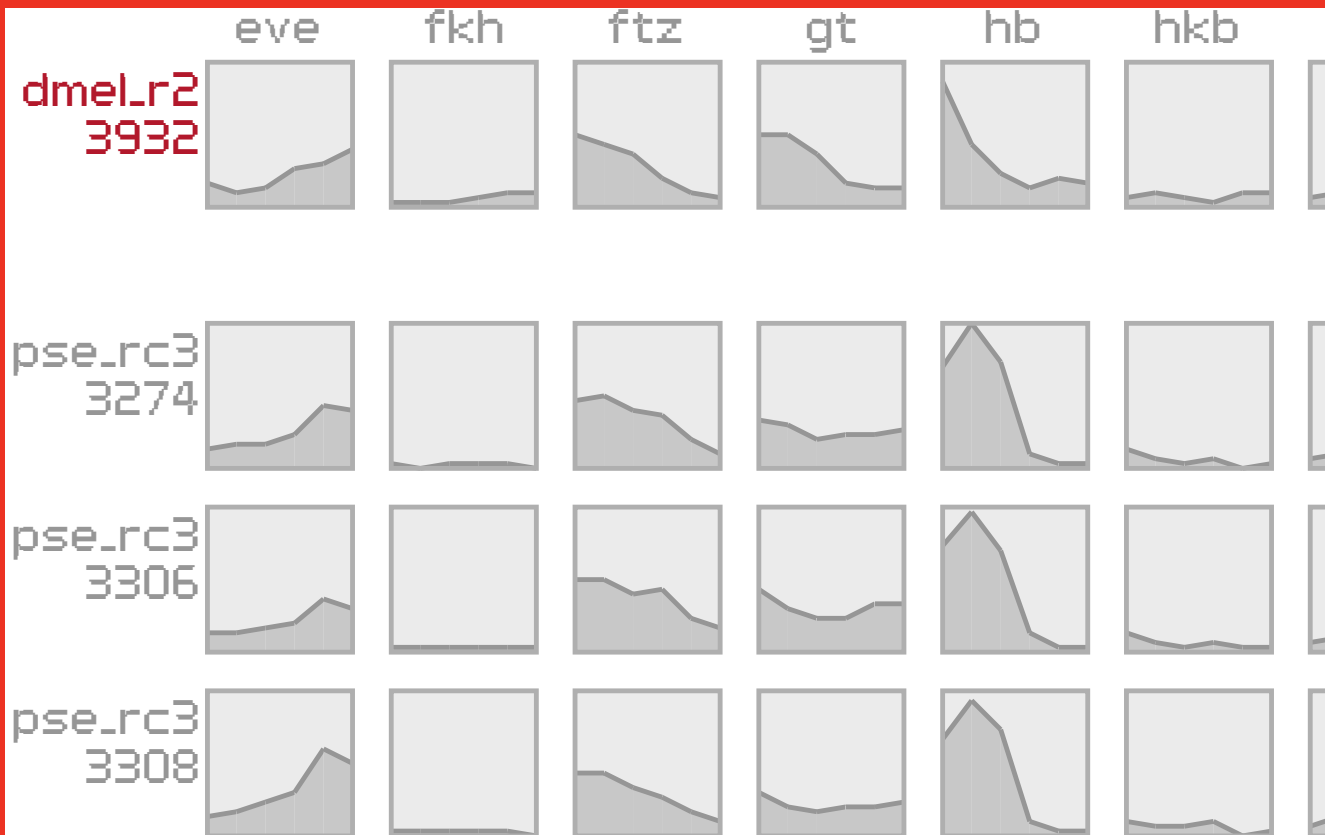 eve fkh ftz gt hb hkb
dmel_r2
3932
pse_rc3
3274
pse_rc3
3306
pse_rc3
3308